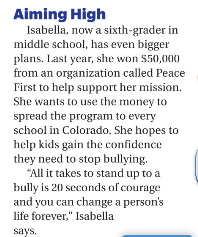 Aiming High
Isabella, now a sixth-grader in
middle school, has even bigger
plans. Last year, she won $50,000
from an organization called Peace
First to help support her mission.
She wants to use the money to
spread the program to every
school in Colorado. She hopes to
help kids gain the confidence
they need to stop bullying.
“All it takes to stand up to a
bully is 20 seconds of courage
and you can change a person’s
life forever,” Isabella
says.